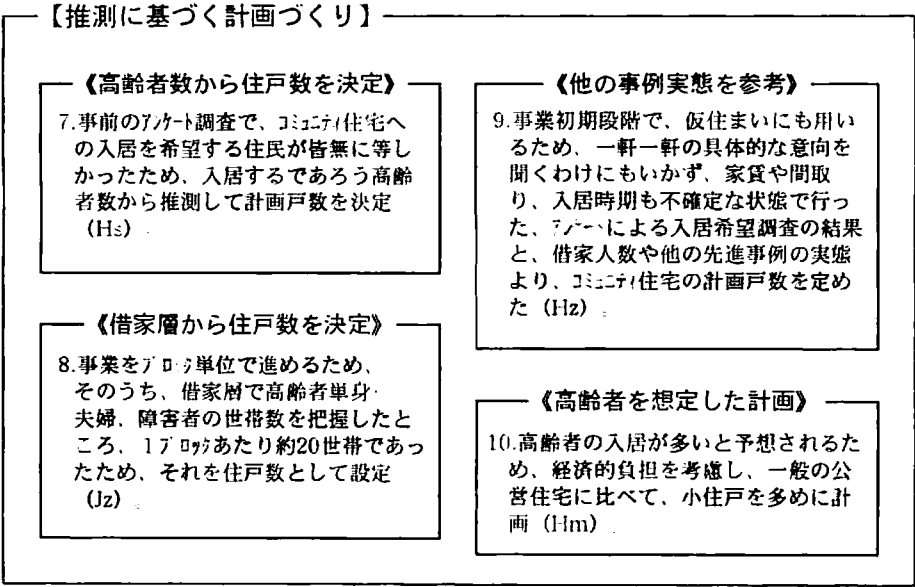 【推測に基づく計画づくり】
《高齢者数から住戸数を決定》
7.事前のアンケート調査で、コミュニティ住宅へ
の入居を希望する住民が皆無に等し
かったため、入居するであろう高齢
者数から推測して計画戸数を決定
(Hs)
《借家層から住戸数を決定》
8.事業をブロック単位で進めるため、
そのうち、借家層で高齢者単身・
夫婦、障害者の世帯数を把握したと
ころ、1ブロックあたり約20世帯であっ
たため、それを住戸数として設定
(Jz)。
《他の事例実態を参考》
9.事業初期段階で、仮住まいにも用い
るため、一軒一軒の具体的な意向を
聞くわけにもいかず、家賃や間取
り、入居時期も不確定な状態で行っ
た、アンケートによる入居希望調査の結果
と、借家人数や他の先進事例の実態
より、コミュニティ住宅の計画戸数を定め
た(Hz)。
《高齢者を想定した計画》
10.高齢者の入居が多いと予想されるた
め、経済的負担を考慮し、一般の公
営住宅に比べて、小住戸を多めに計
画(Hm)